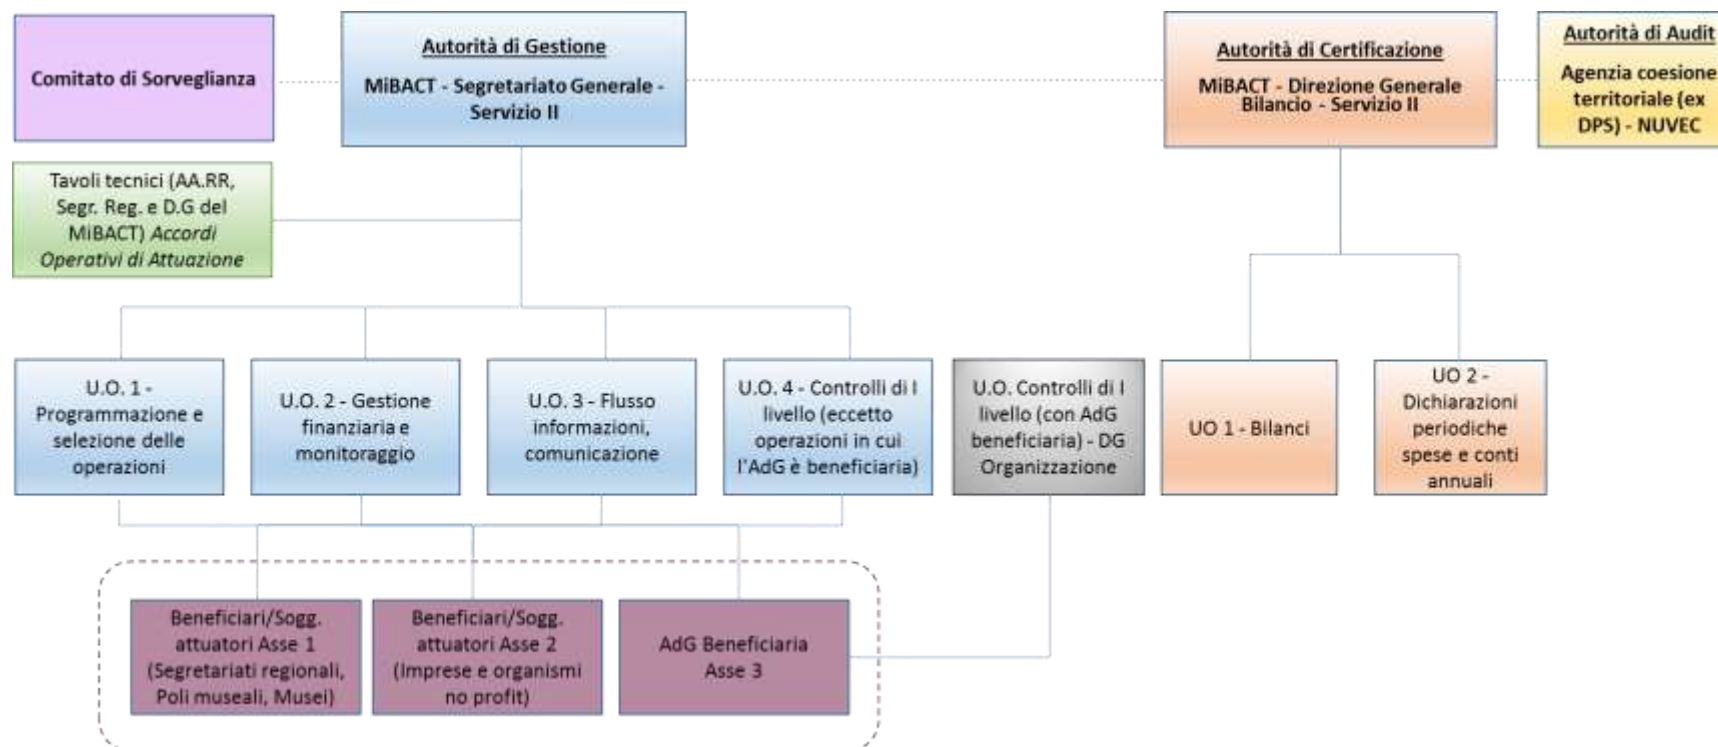 Comitato di Sorveglianza
Autorità di Gestione
MiBACT - Segretariato Generale -
Servizio II
Autorità di Certificazione
MiBACT - Direzione Generale
Bilancio - Servizio II
Autorità di Audit
Agenzia coesione
territoriale (ex
DPS) - NUVEC
Tavoli tecnici (AA.RR,
Segr. Reg. e D.G del
MiBACT) Accordi
Operativi di Attuazione
U.O. 1 -
Programmazione e
selezione delle
operazioni
U.O. 2 - Gestione
finanziaria e
monitoraggio
U.O. 3 - Flusso
informazioni,
comunicazione
U.O. 4 - Controlli di I
livello (eccetto
operazioni in cui
l'AdG è beneficiaria)
U.O. Controlli di I
livello (con AdG
beneficiaria) - DG
Organizzazione
UO 1 - Bilanci
UO 2 -
Dichiarazioni
periodiche
spese e conti
annuali
Beneficiari/Sogg.
attuatori Asse 1
(Segretariati regionali,
Poli museali, Musei)
Beneficiari/Sogg.
attuatori Asse 2
(Imprese e organismi
no profit)
AdG Beneficiaria
Asse 3